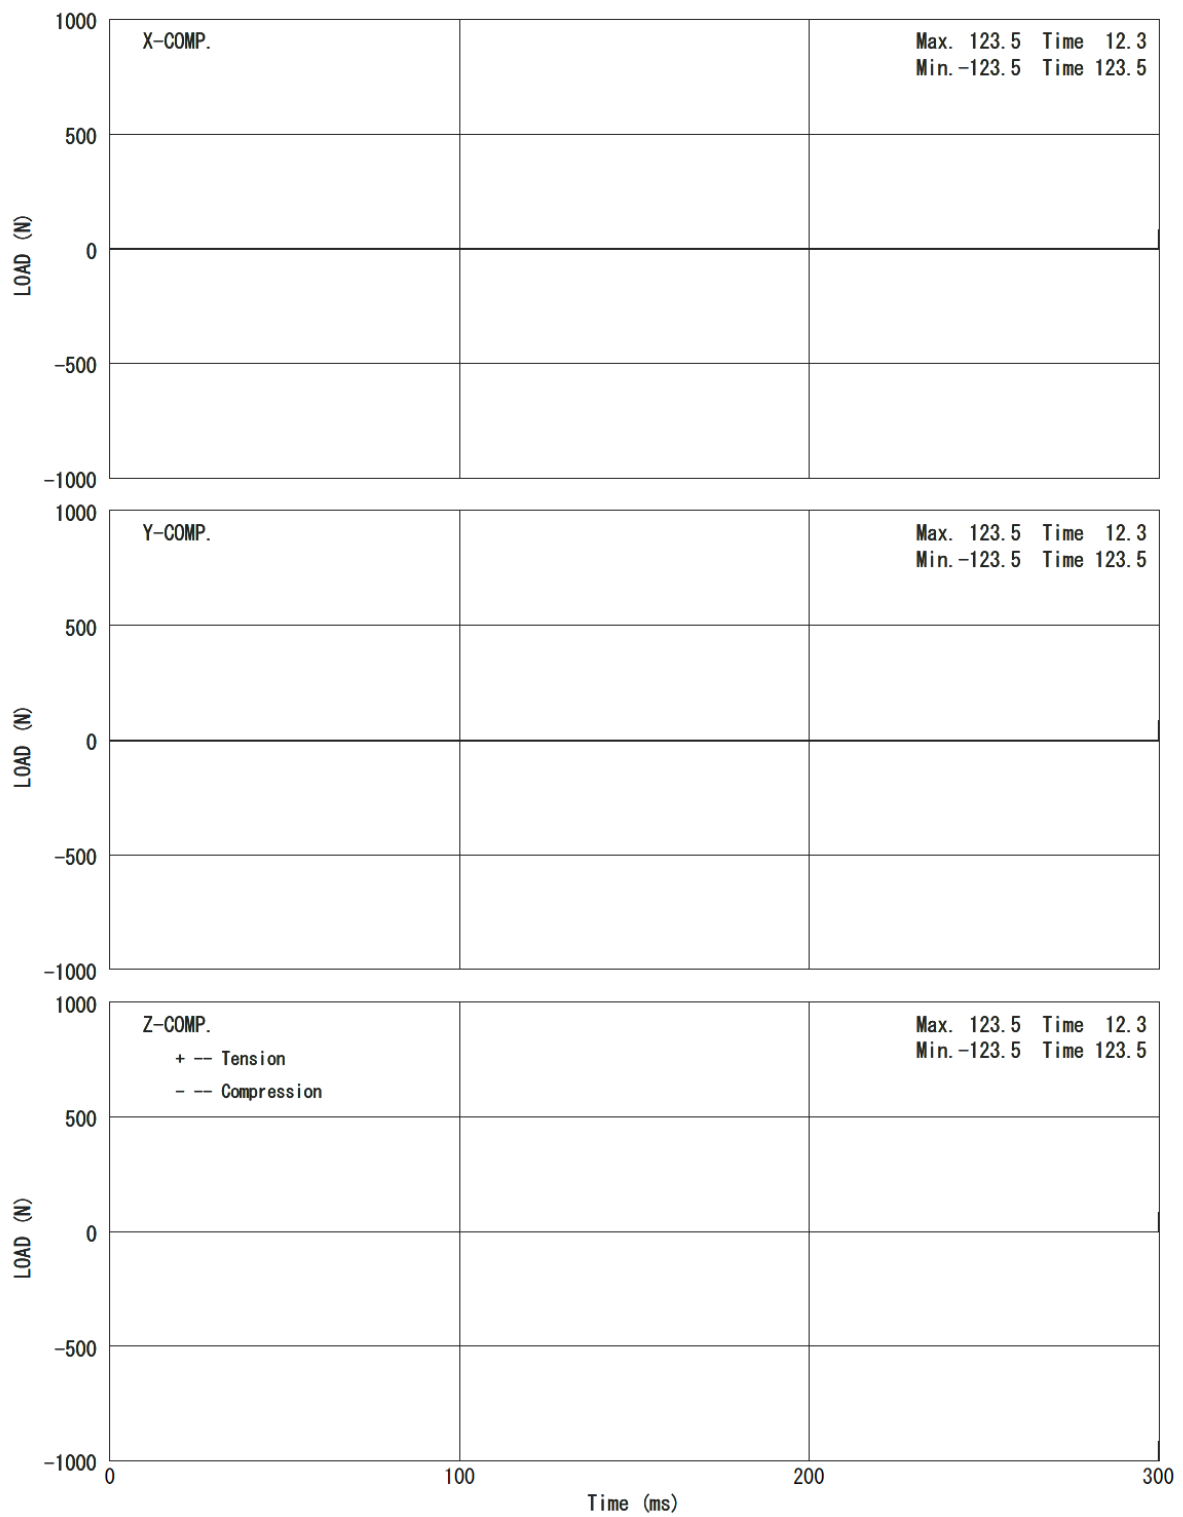 1000
X-COMP.
Max. 123.5 Time 12.3
Min.-123.5 Time 123.5
500
LOAD (N)
0
-500
-1000
1000
Y-COMP.
Max. 123.5 Time 12.3
Min.-123.5 Time 123.5
500
LOAD (N)
0
-500
-1000
1000
Z-COMP.
Max. 123.5 Time 12.3
Min.-123.5 Time 123.5
+ -- Tension
- -- Compression
500
LOAD (N)
0
-500
-1000
0 100 200 300
Time (ms)